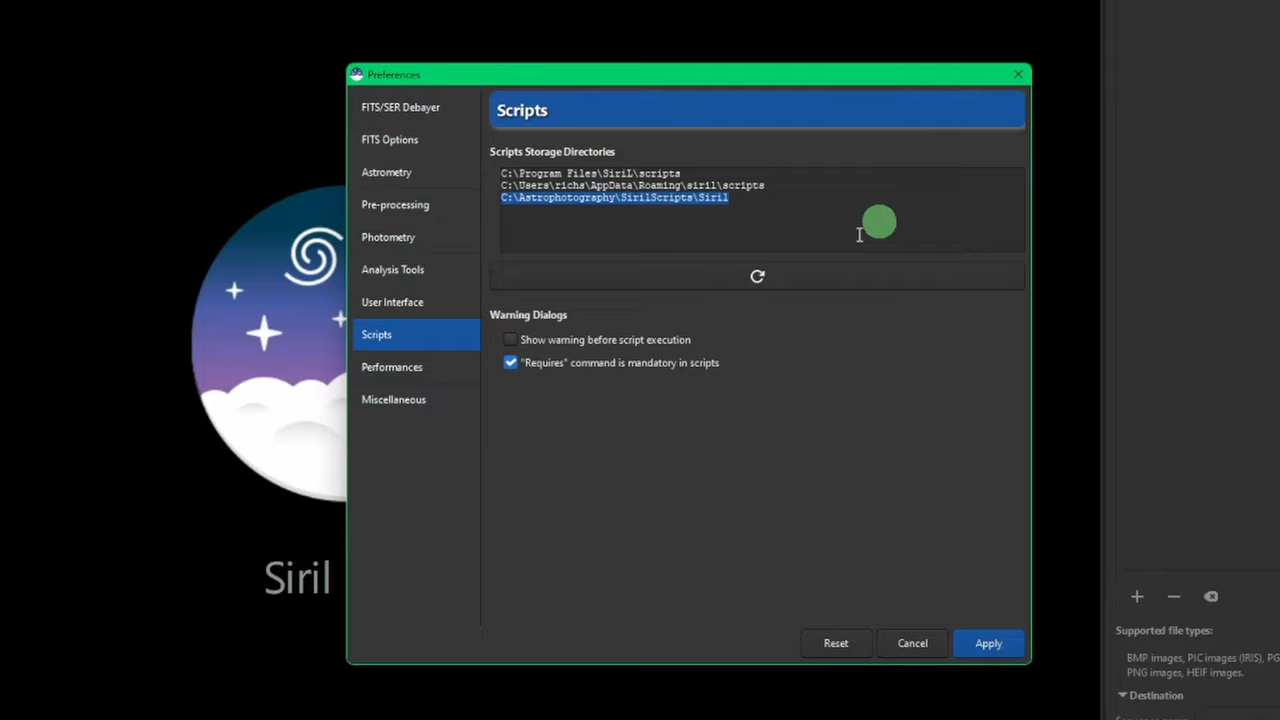 Preferences
FITS/SER Debayer
FITS Options
Astrometry
Pre-processing
Photometry
Analysis Tools
User Interface
Scripts
Performances
Miscellaneous
Scripts
Scripts Storage Directories
C:\Program Files\SiriL\scripts
C:\Users\richs\AppData\Roaming\siril\scripts
C:\Astrophotography\SirilScripts\Siril
Warning Dialogs
Show warning before script execution
"Requires" command is mandatory in scripts
Reset Cancel Apply
Siril
Supported file types:
BMP images, PIC images (IRIS), PG
PNG images, HEIF images.
Destination